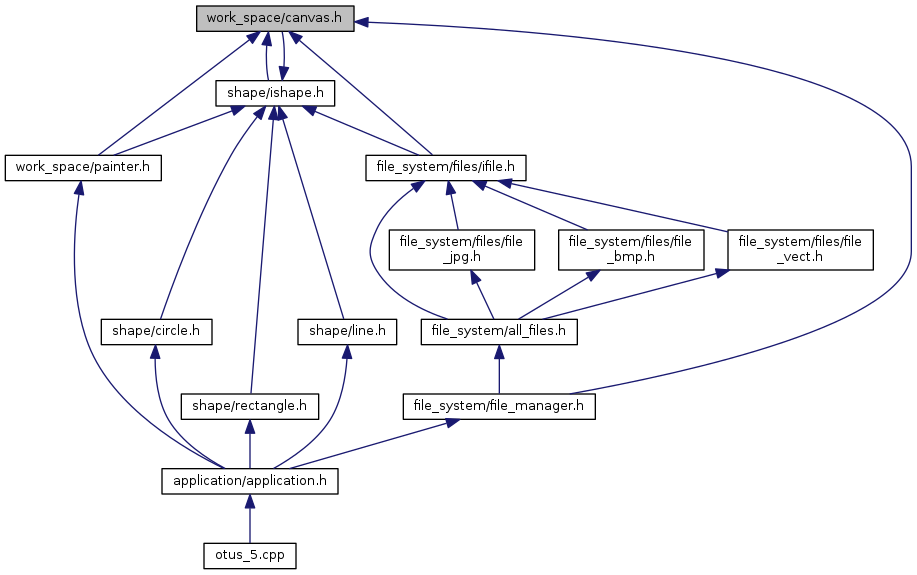 work_space/canvas.h
shape/ishape.h
work_space/painter.h
file_system/files/ifile.h
file_system/files/file
_jpg.h
file_system/files/file
_bmp.h
file_system/files/file
_vect.h
shape/circle.h
shape/line.h
file_system/all_files.h
shape/rectangle.h
file_system/file_manager.h
application/application.h
otus_5.cpp